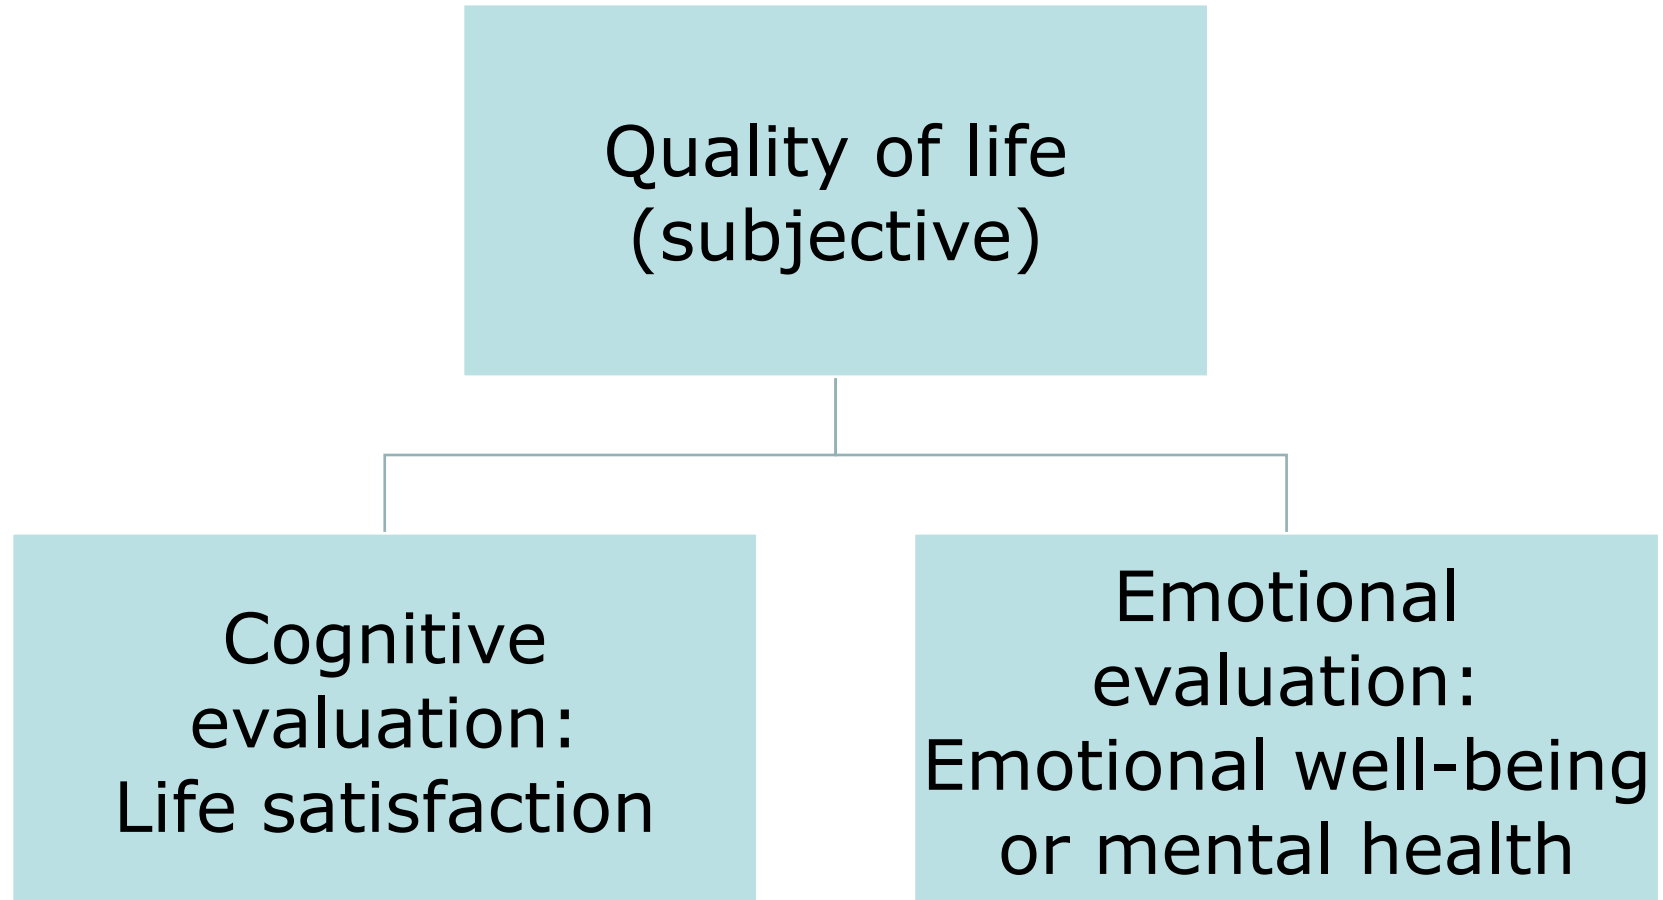 Quality of life
(subjective)
Cognitive
evaluation:
Life satisfaction
Emotional
evaluation:
Emotional well-being
or mental health